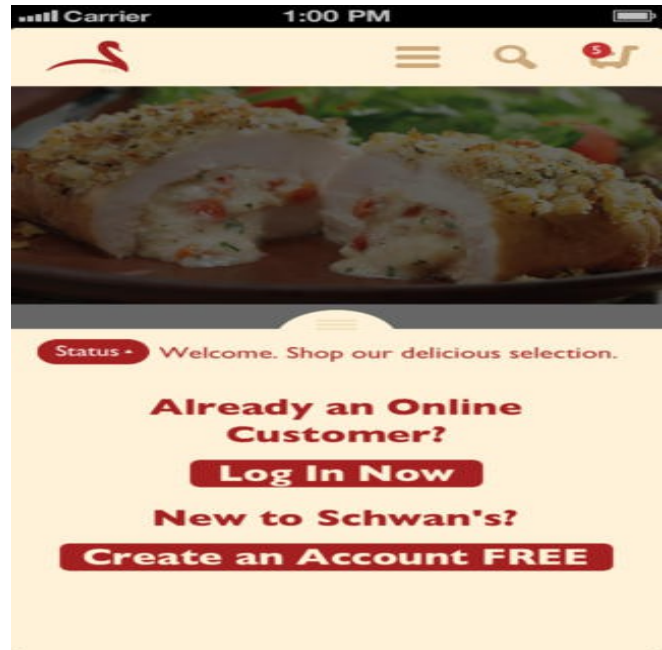 Carrier 1:00 PM
5
Status Welcome. Shop our delicious selection.
Already an Online
Customer?
Log In Now
New to Schwan's?
Create an Account FREE